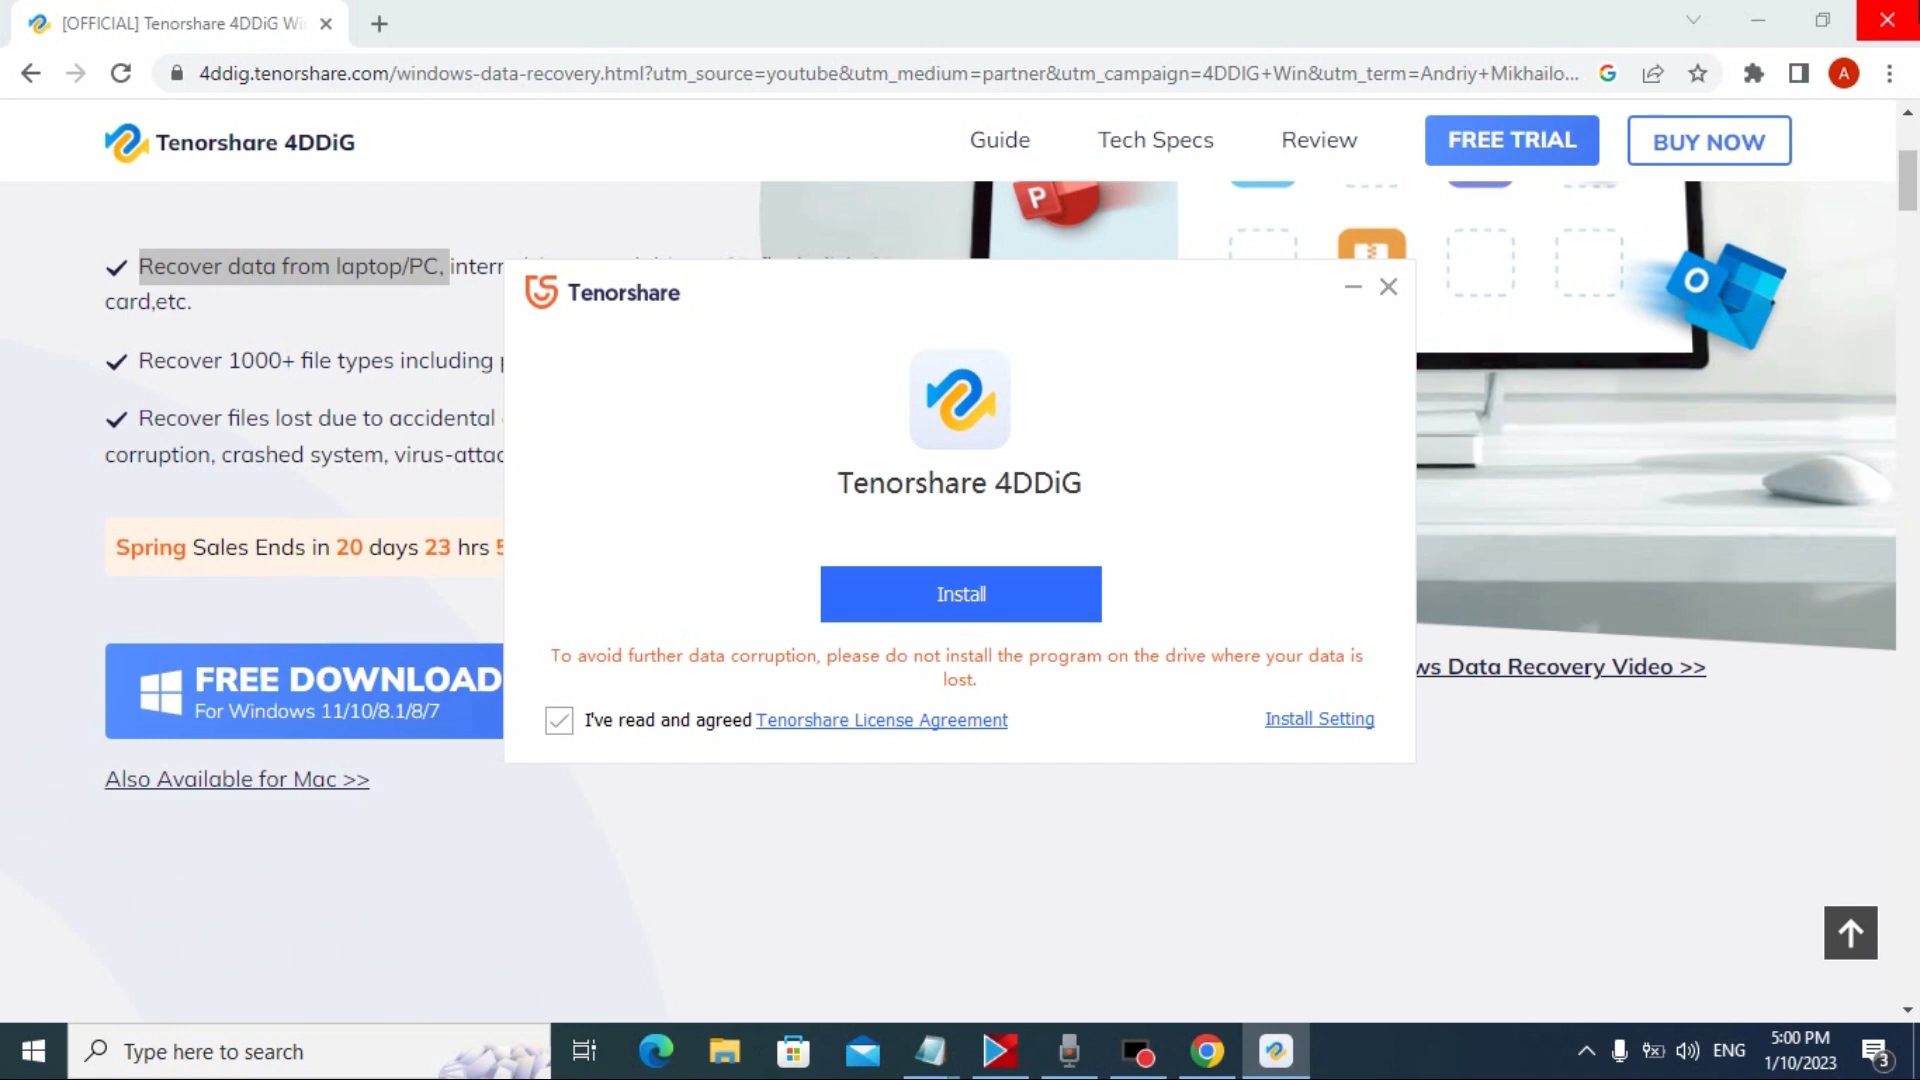 [OFFICIAL] Tenorshare 4DDiG Wi
4ddig.tenorshare.com/windows-data-recovery.html?utm_source=youtube&utm_medium=partner&utm_campaign=4DDIG+Win&utm_term=Andriy+Mikhailo...
A
Tenorshare 4DDiG
Guide
Tech Specs
Review
FREE TRIAL
BUY NOW
P
O
Recover data from laptop/PC, intern
card,etc.
Recover 1000+ file types including
Recover files lost due to accidental
corruption, crashed system, virus-attac
Spring Sales Ends in 20 days 23 hrs
FREE DOWNLOAD
For Windows 11/10/8.1/8/7
Also Available for Mac >>
Tenorshare
Tenorshare 4DDiG
Install
To avoid further data corruption, please do not install the program on the drive where your data is
lost.
I've read and agreed Tenorshare License Agreement
Install Setting
ws Data Recovery Video >>
Type here to search
ENG
5:00 PM
1/10/2023
3